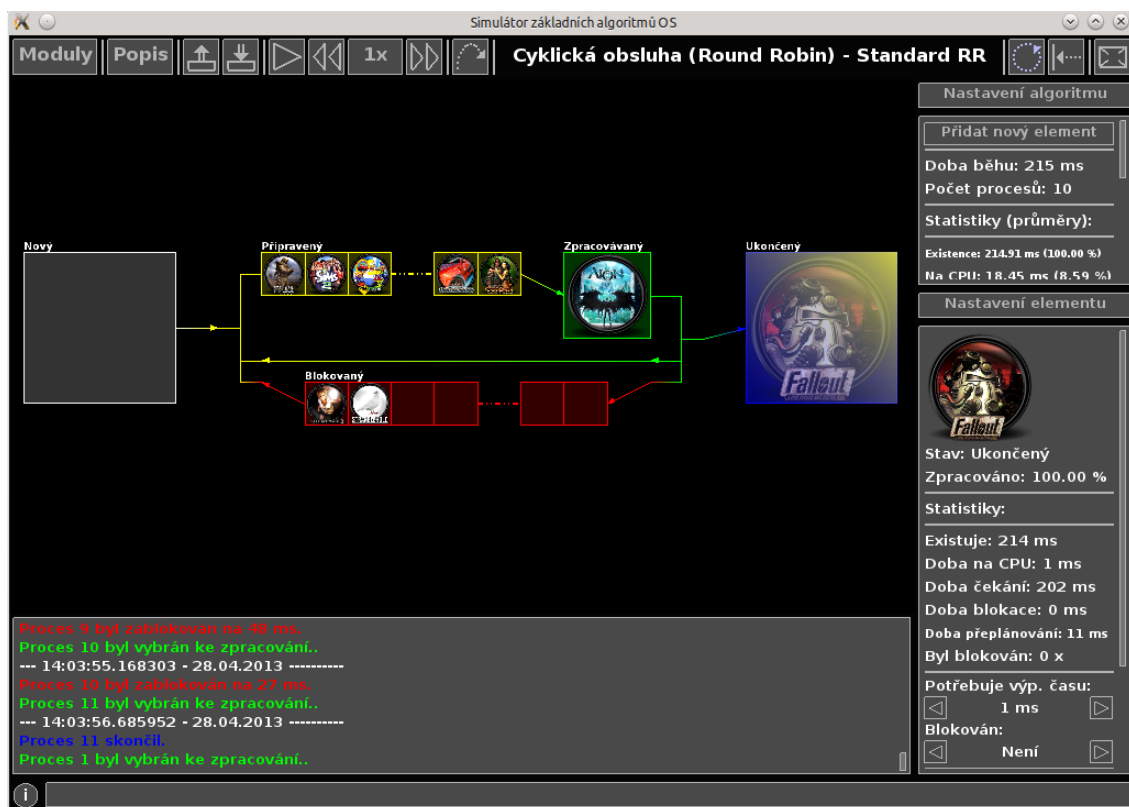 Simulátor základních algoritmů OS
Moduly Popis 1x Cyklická obsluha (Round Robin) - Standard RR
Nastavení algoritmu
Přidat nový element
Doba běhu: 215 ms
Počet procesů: 10
Statistiky (průměry):
Existence: 214.91 ms (100.00 %)
Na CPU: 18.45 ms (8.59 %)
Nový
Připravený
Zpracovávaný
Ukončený
AION
Fallout
Blokovaný
Nastavení elementu
Fallout
Stav: Ukončený
Zpracováno: 100.00 %
Statistiky:
Existuje: 214 ms
Doba na CPU: 1 ms
Doba čekání: 202 ms
Doba blokace: 0 ms
Doba přeplánování: 11 ms
Byl blokován: 0 x
Potřebuje výp. času:
1 ms
Blokován:
Není
Proces 9 byl zablokován na 48 ms.
Proces 10 byl vybrán ke zpracování..
--- 14:03:55.168303 - 28.04.2013 ---------
Proces 10 byl zablokován na 27 ms.
Proces 11 byl vybrán ke zpracování..
--- 14:03:56.685952 - 28.04.2013 ---------
Proces 11 skončil.
Proces 1 byl vybrán ke zpracování..
i